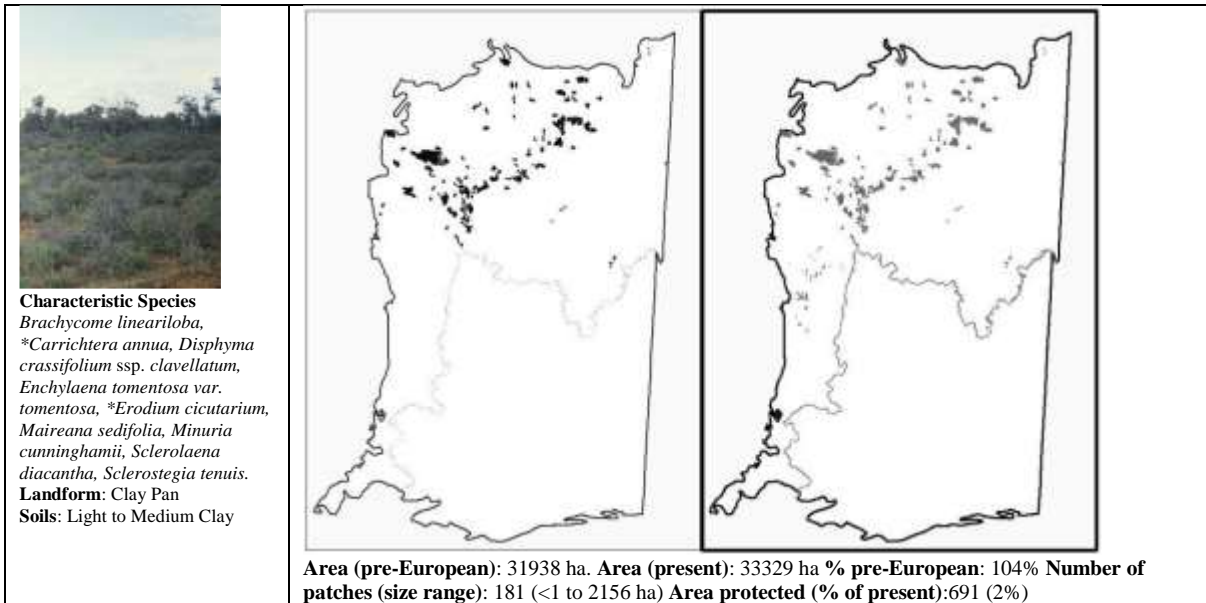 Characteristic Species
Brachycome lineariloba,
*Carrichtera annua, Disphyma
crassifolium ssp. clavellatum,
Enchylaena tomentosa var.
tomentosa, *Erodium cicutarium,
Maireana sedifolia, Minuria
cunninghamii, Sclerolaena
diacantha, Sclerostegia tenuis.
Landform: Clay Pan
Soils: Light to Medium Clay
Area (pre-European): 31938 ha. Area (present): 33329 ha % pre-European: 104% Number of
patches (size range): 181 (<1 to 2156 ha) Area protected (% of present):691 (2%)